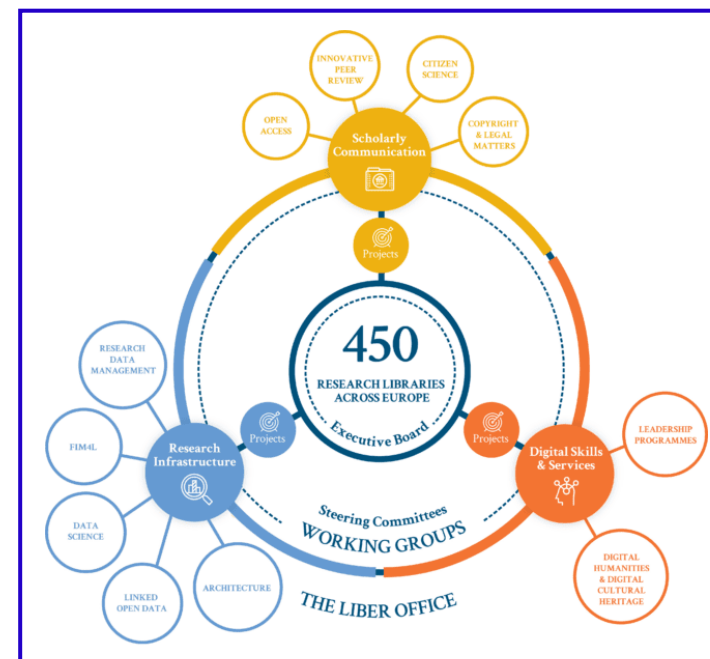 INNOVATIVE
PEER
REVIEW
CITIZEN
SCIENCE
OPEN
ACCESS
COPYRIGHT
& LEGAL
MATTERS
Scholarly
Communication
Projects
450
RESEARCH LIBRARIES
ACROSS EUROPE
Executive Board
RESEARCH
DATA
MANAGEMENT
FIM4L
DATA
SCIENCE
LINKED
OPEN DATA
ARCHITECTURE
Research
Infrastructure
Projects
Projects
Digital Skills
& Services
LEADERSHIP
PROGRAMMES
DIGITAL
HUMANITIES
& DIGITAL
CULTURAL
HERITAGE
Steering Committees
WORKING GROUPS
THE LIBER OFFICE